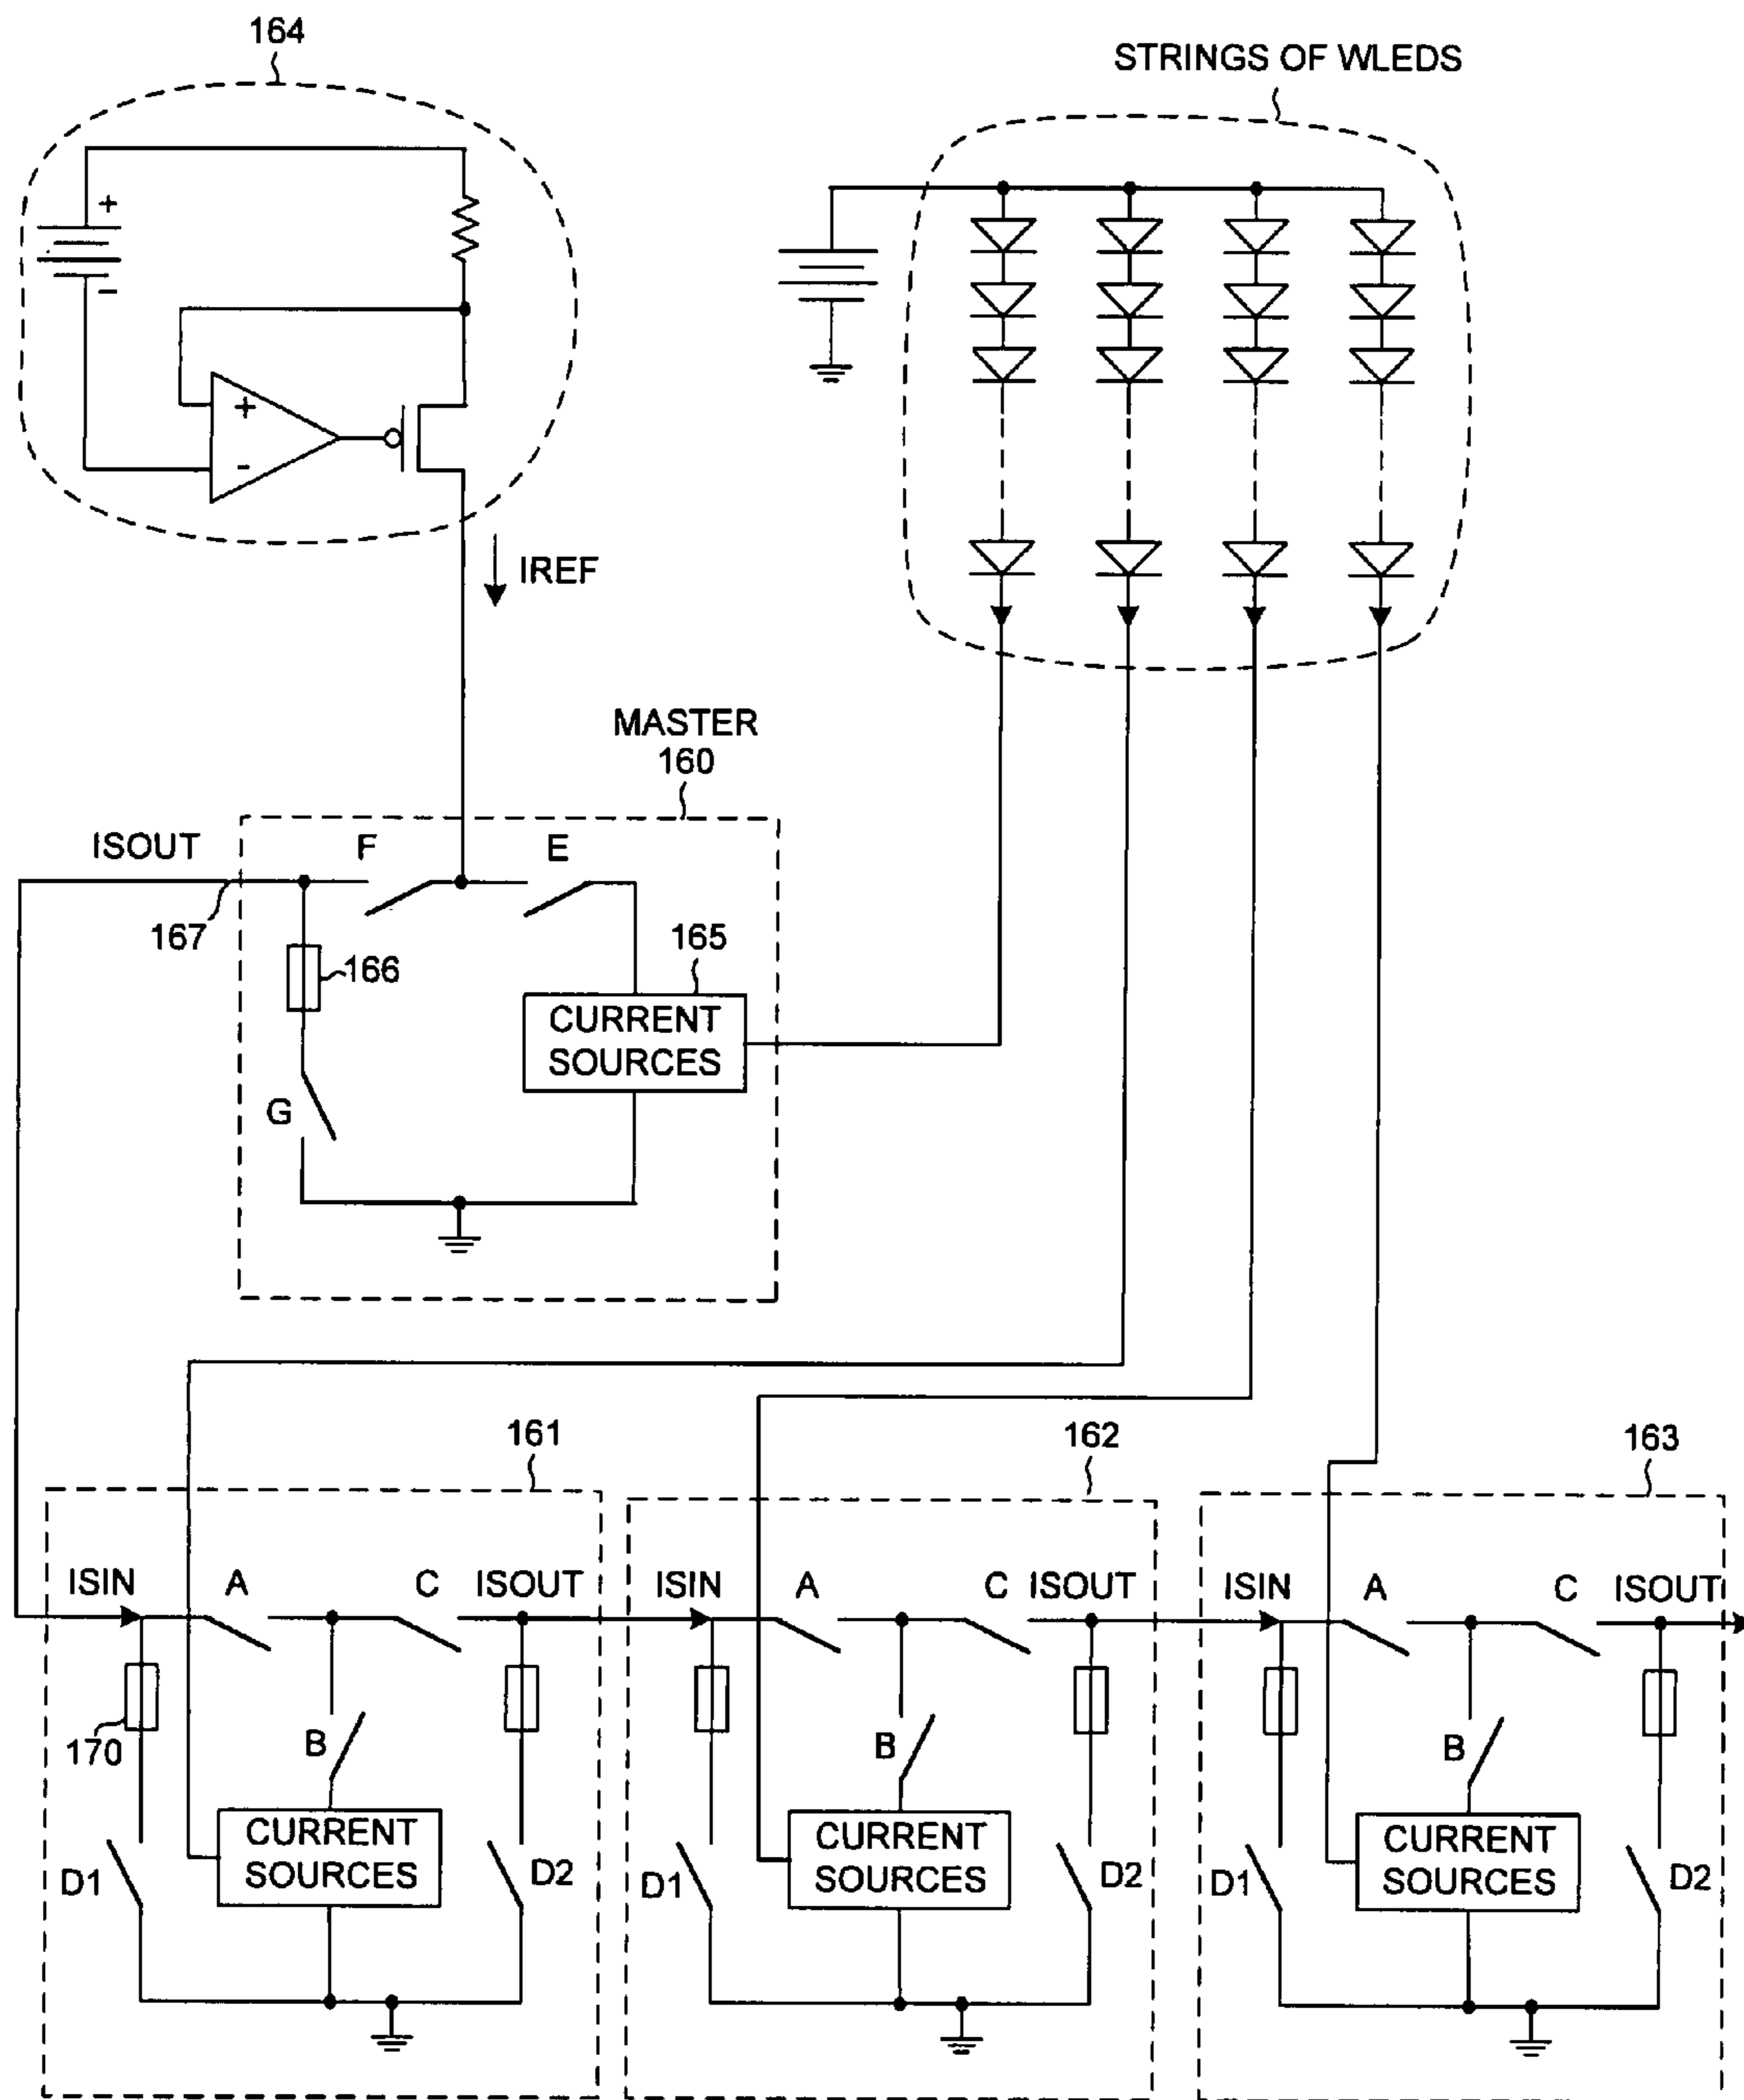 164
STRINGS OF WLEDS
+
-
+
-
IREF
MASTER
160
ISOUT
F
E
167
166
165
CURRENT
SOURCES
G
161
162
163
ISIN
A
C
ISOUT
ISIN
A
C
ISOUT
ISIN
A
C
ISOUT
170
B
B
B
CURRENT
SOURCES
D1
D2
CURRENT
SOURCES
D1
D2
CURRENT
SOURCES
D1
D2